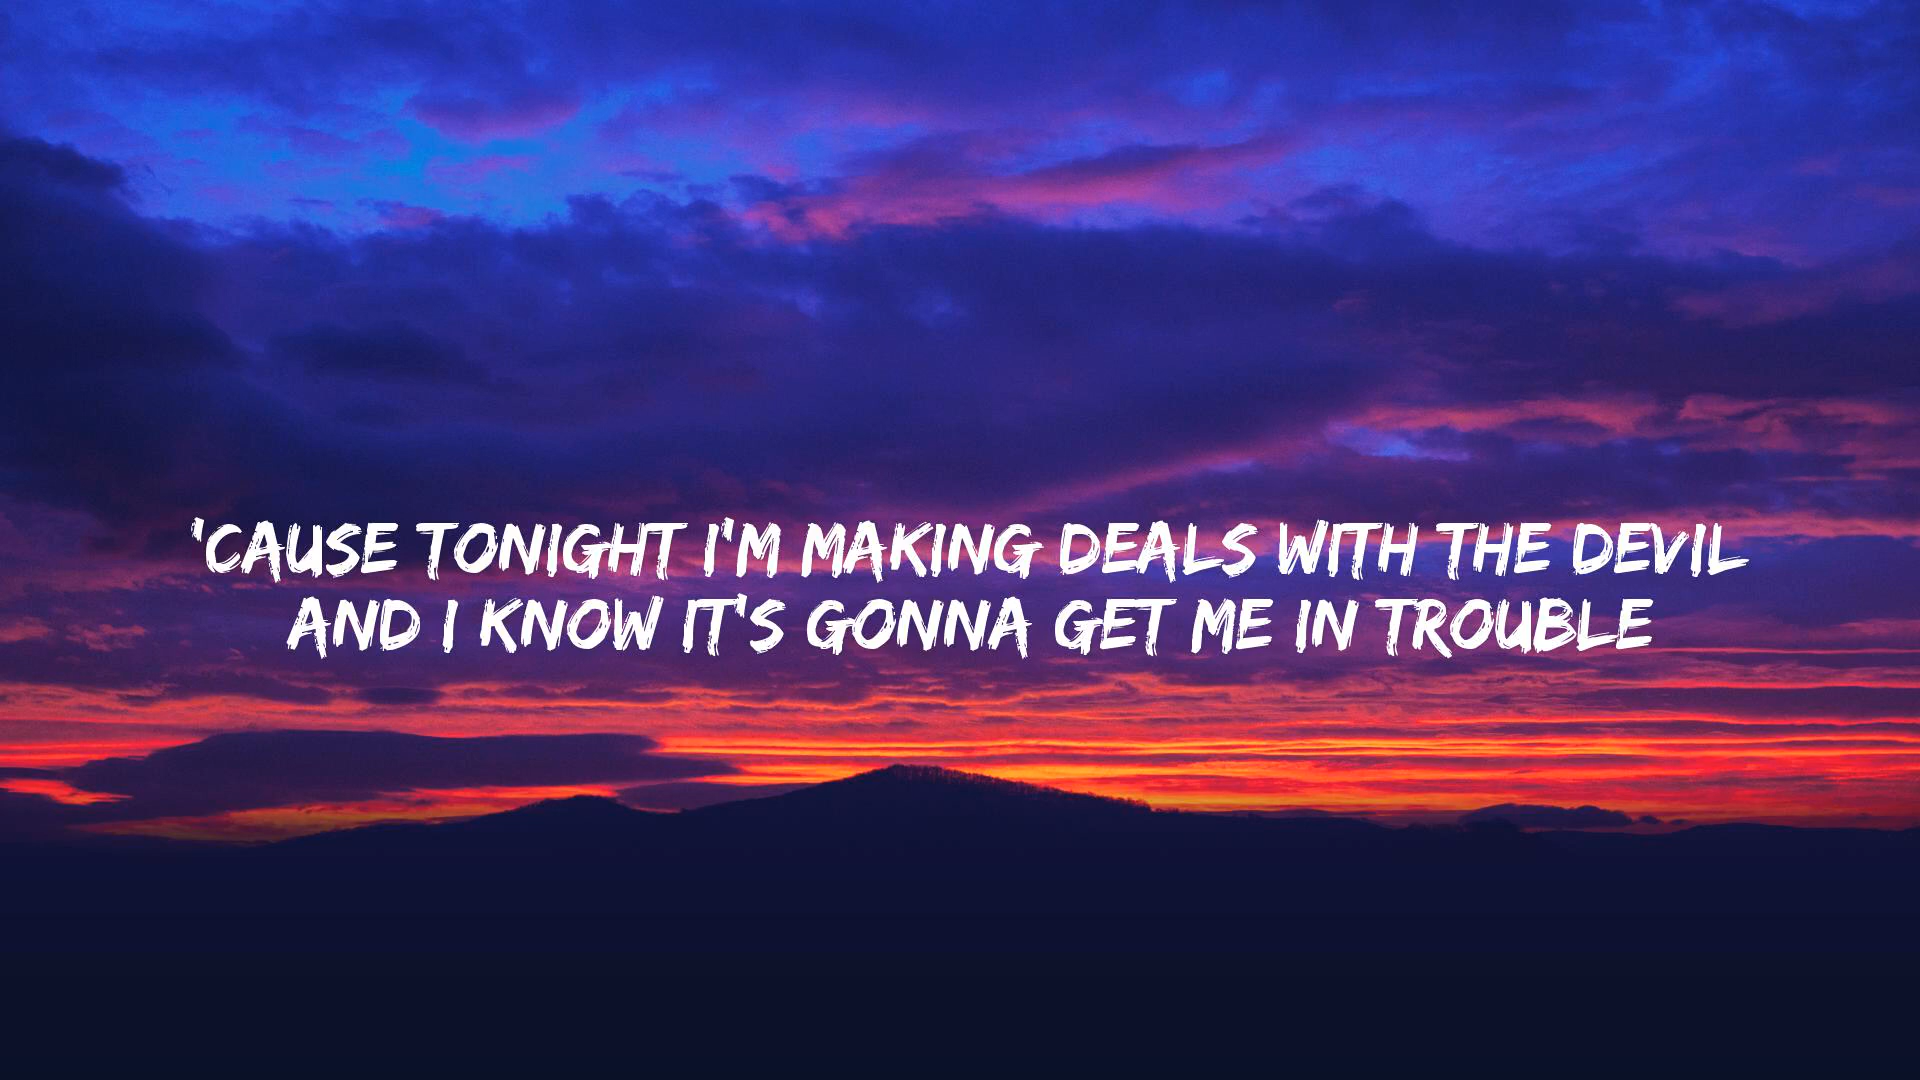 'CAUSE TONIGHT I'M MAKING DEALS WITH THE DEVIL
AND I KNOW IT'S GONNA GET ME IN TROUBLE